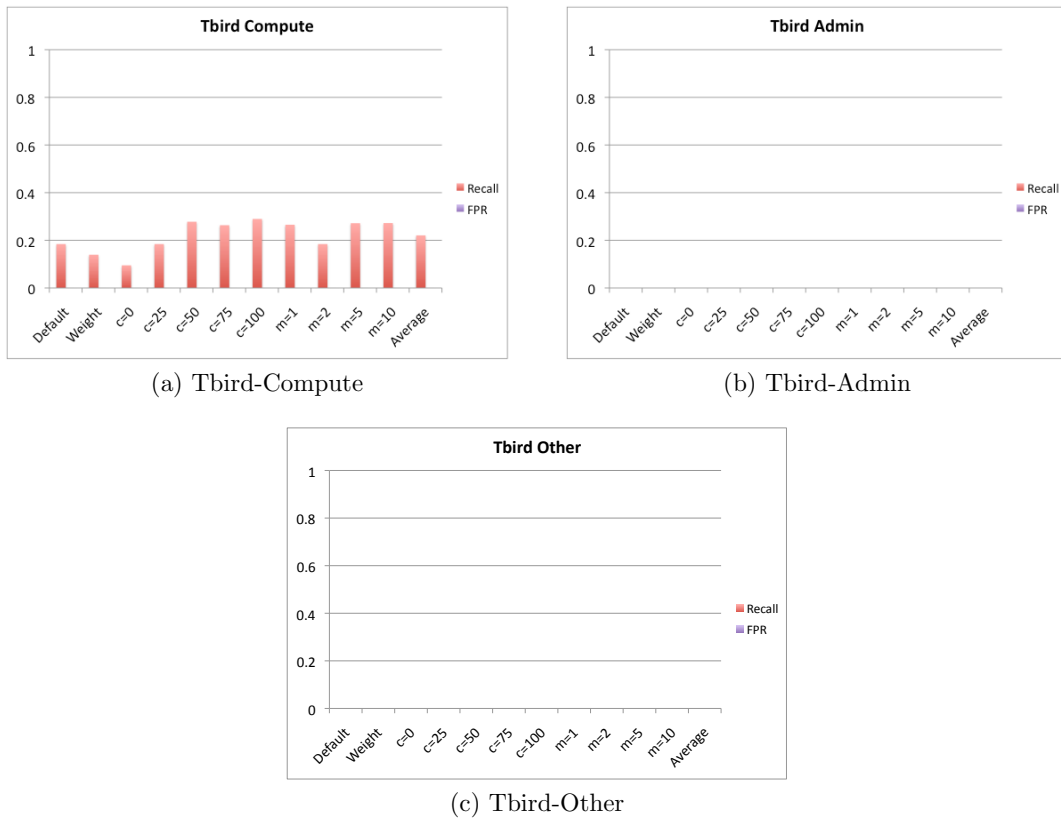 Tbird Compute
1
0.8
0.6
0.4
0.2
0
Default
Weight
c=0
c=25
c=50
c=75
c=100
m=1
m=2
m=5
m=10
Average
Recall
FPR
(a) Tbird-Compute
Tbird Admin
1
0.8
0.6
0.4
0.2
0
Default
Weight
c=0
c=25
c=50
c=75
c=100
m=1
m=2
m=5
m=10
Average
Recall
FPR
(b) Tbird-Admin
Tbird Other
1
0.8
0.6
0.4
0.2
0
Default
Weight
c=0
c=25
c=50
c=75
c=100
m=1
m=2
m=5
m=10
Average
Recall
FPR
(c) Tbird-Other